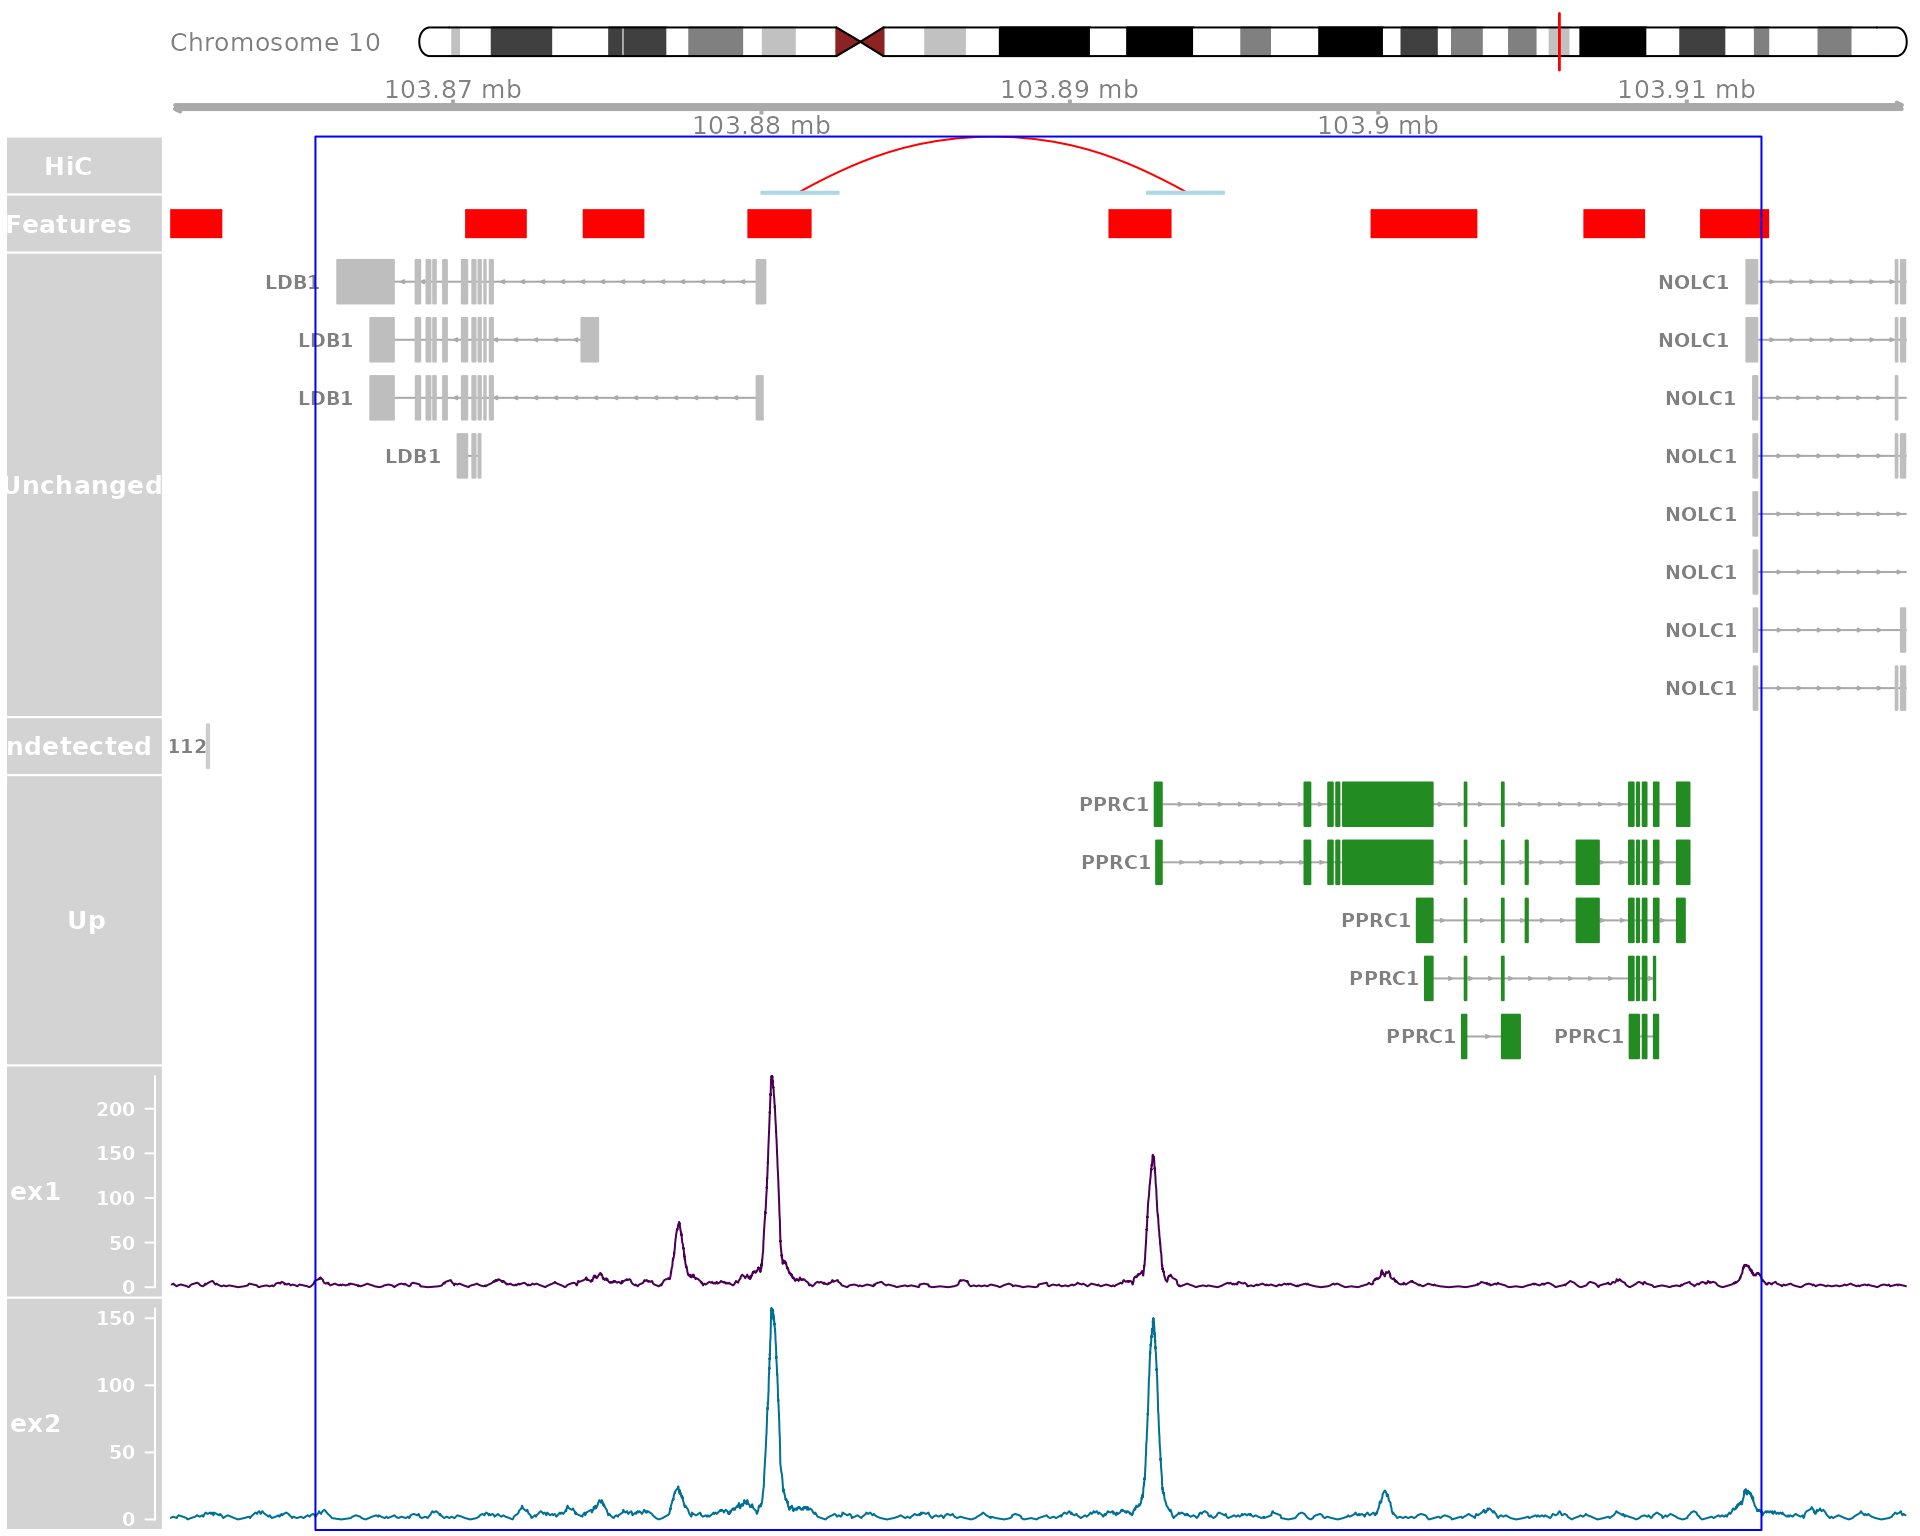 Chromosome 10
103.87 mb
103.89 mb
103.91 mb
103.88 mb
103.9 mb
HiC
Features
LDB1
NOLC1
LDB1
NOLC1
LDB1
NOLC1
LDB1
NOLC1
Unchanged
NOLC1
NOLC1
NOLC1
NOLC1
ndetected
112
PPRC1
PPRC1
Up
PPRC1
PPRC1
PPRC1
PPRC1
ex1
200
150
100
50
0
ex2
150
100
50
0